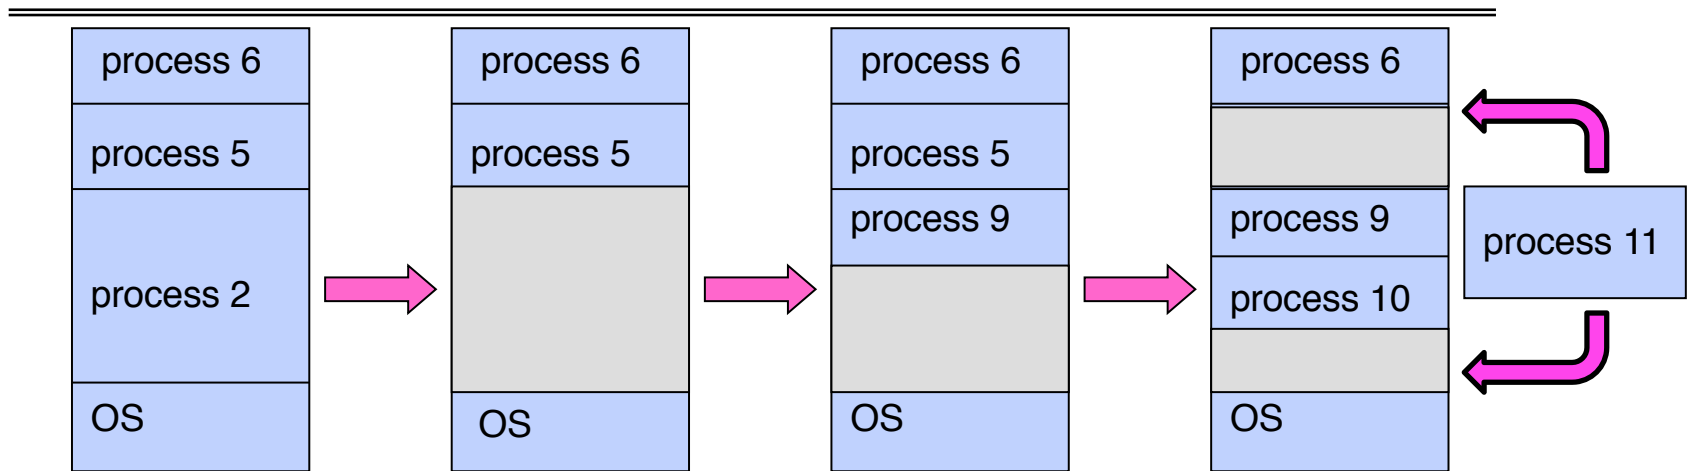 process 6
process 5
process 2
OS
process 6
process 5
OS
process 6
process 5
process 9
OS
process 6
process 9
process 10
OS
process 11